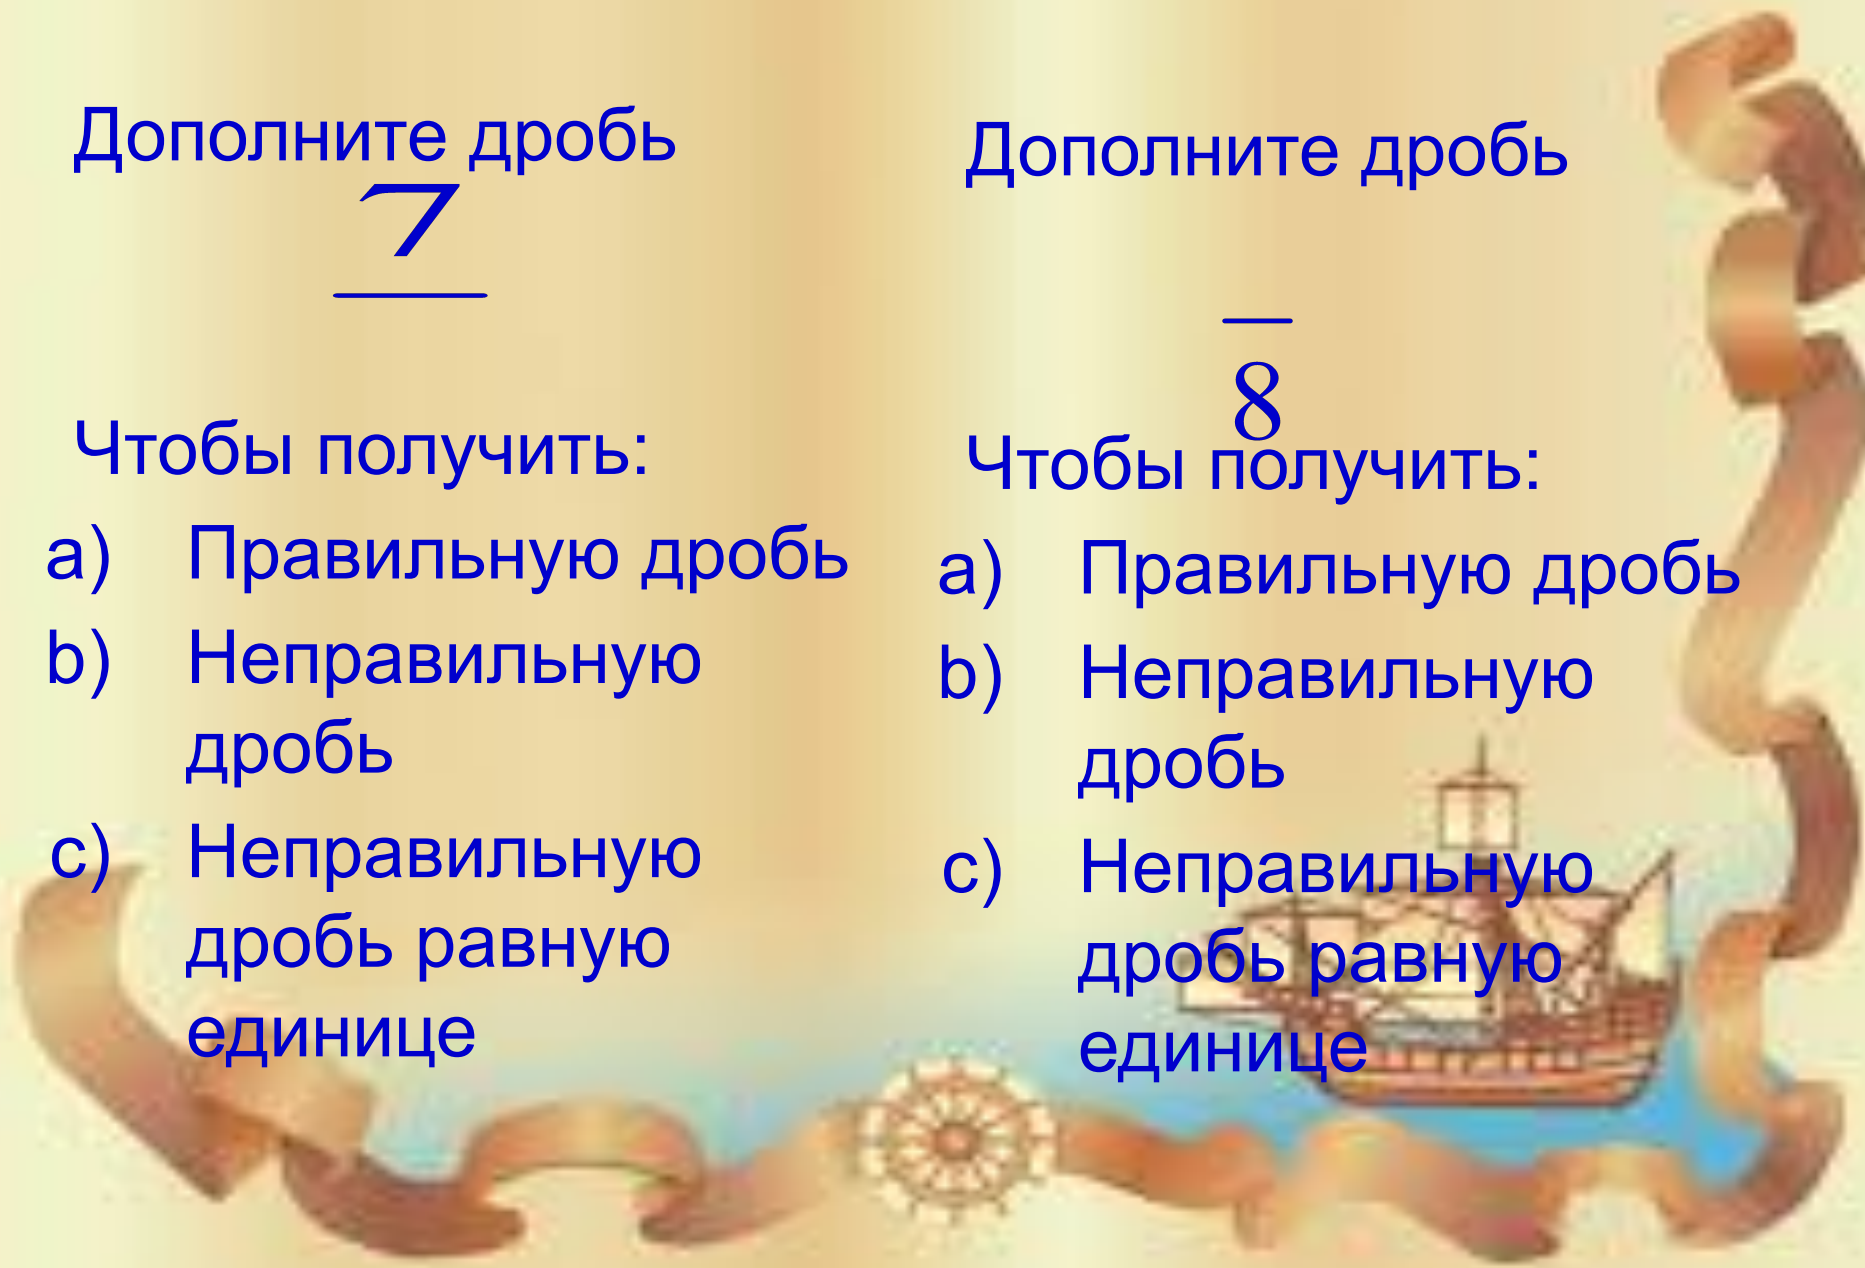 Дополните дробь
7
Чтобы получить:
a) Правильную дробь
b) Неправильную
дробь
c) Неправильную
дробь равную
единице
Дополните дробь
8
Чтобы получить:
a) Правильную дробь
b) Неправильную
дробь
c) Неправильную
дробь равную
единице